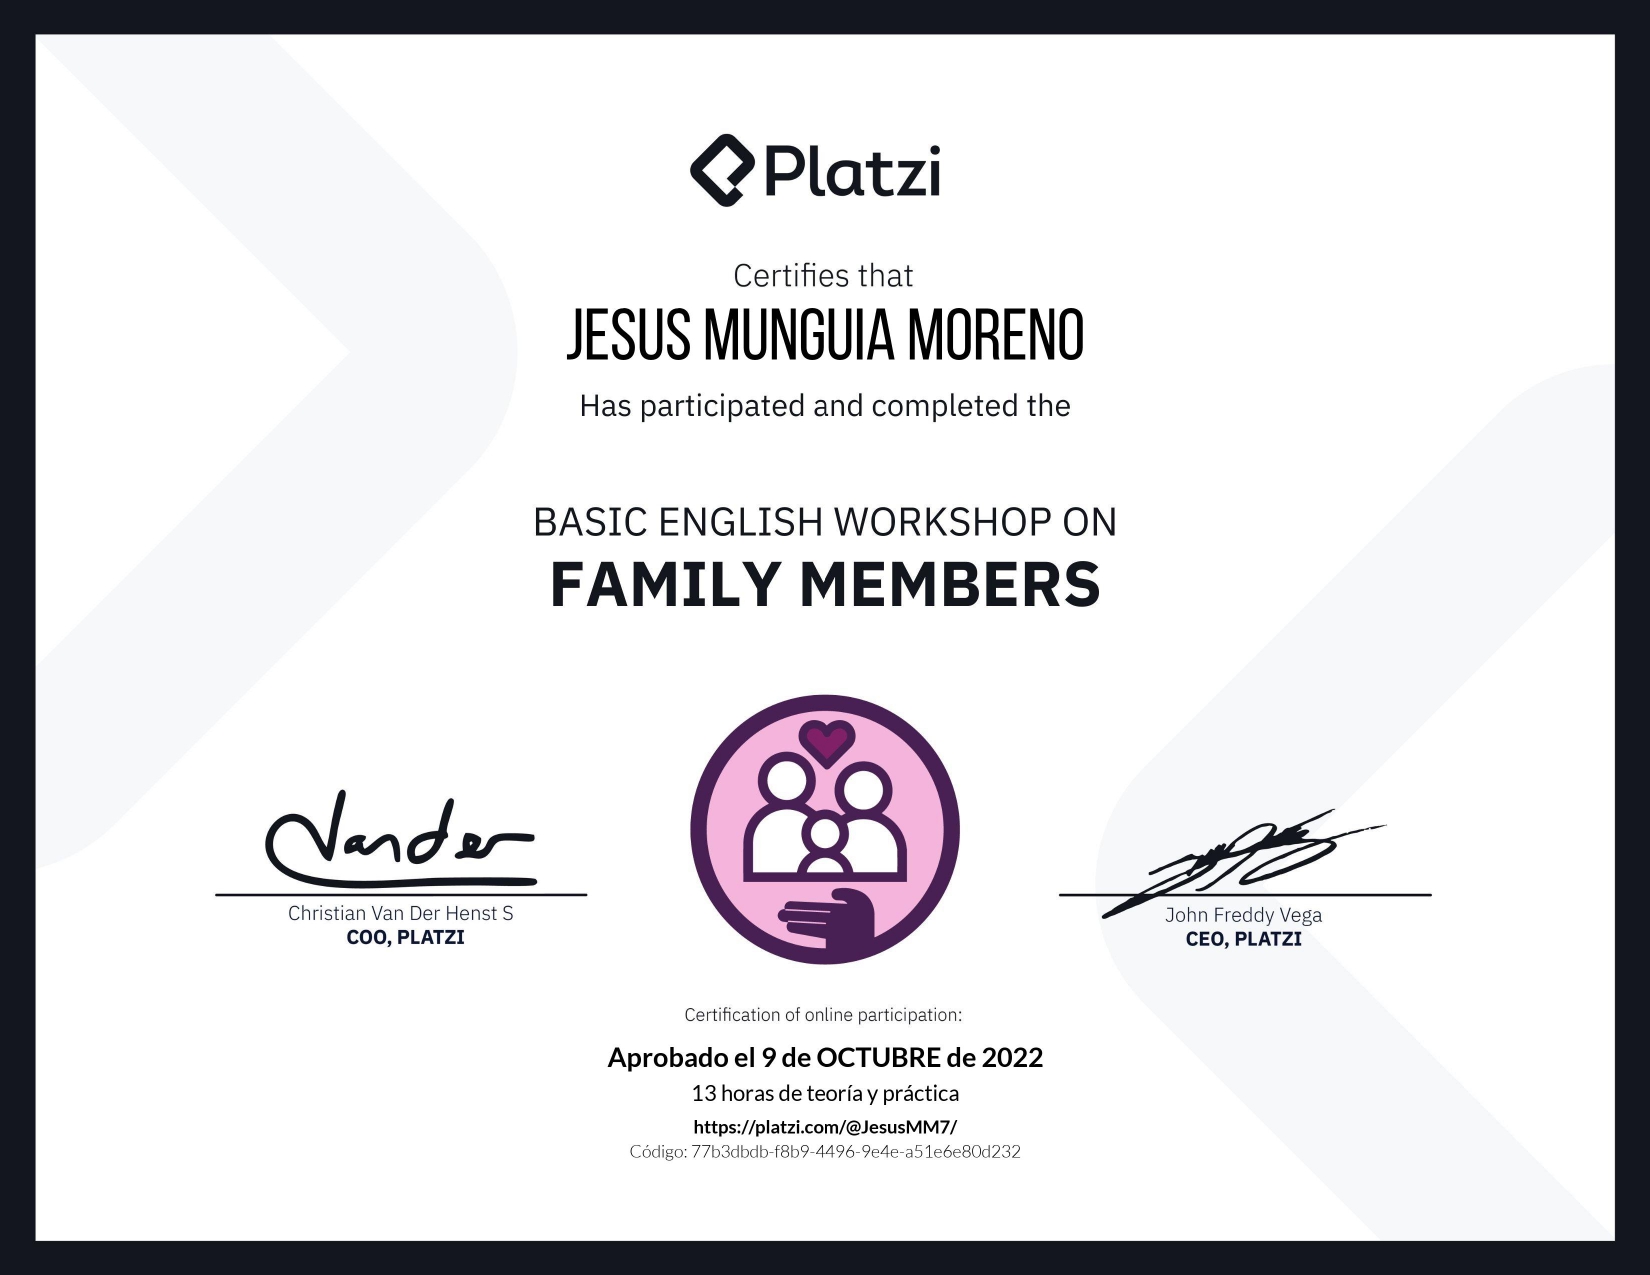 Platzi
Certifies that
JESUS MUNGUIA MORENO
Has participated and completed the
BASIC ENGLISH WORKSHOP ON
FAMILY MEMBERS
Vander
Christian Van Der Henst S
COO, PLATZI
John Freddy Vega
CEO, PLATZI
Certification of online participation:
Aprobado el 9 de OCTUBRE de 2022
13 horas de teoría y práctica
https://platzi.com/@JesusMM7/
Código: 77b3dbdb-f8b9-4496-9e4e-a51e6e80d232